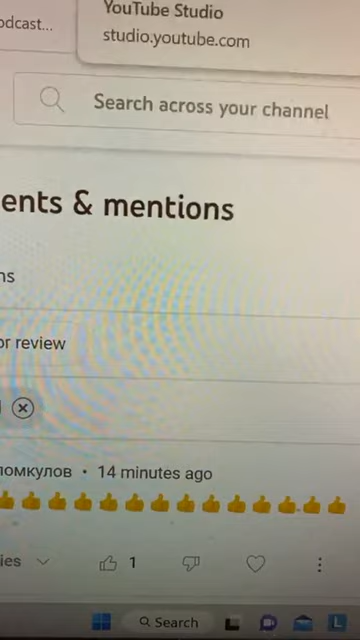 odcast...
YouTube Studio
studio.youtube.com
Search across your channel
ents & mentions
ns
or review
ломкулов • 14 minutes ago
👍👍👍👍👍👍👍👍👍👍👍👍👍👍
ies
1
Search
L